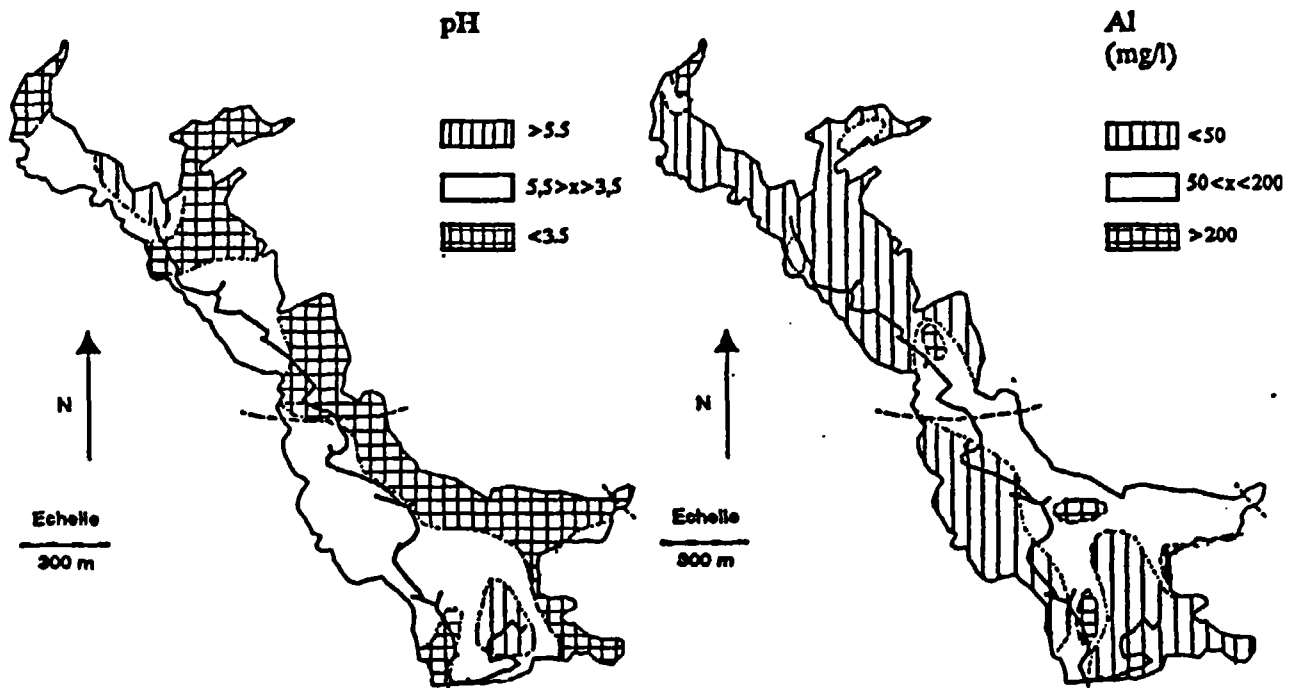 pH
>5.5
5,5>x>3,5
<3.5
N
Echelle
300 m
Al
(mg/l)
<50
50<x<200
>200
N
Echelle
300 m